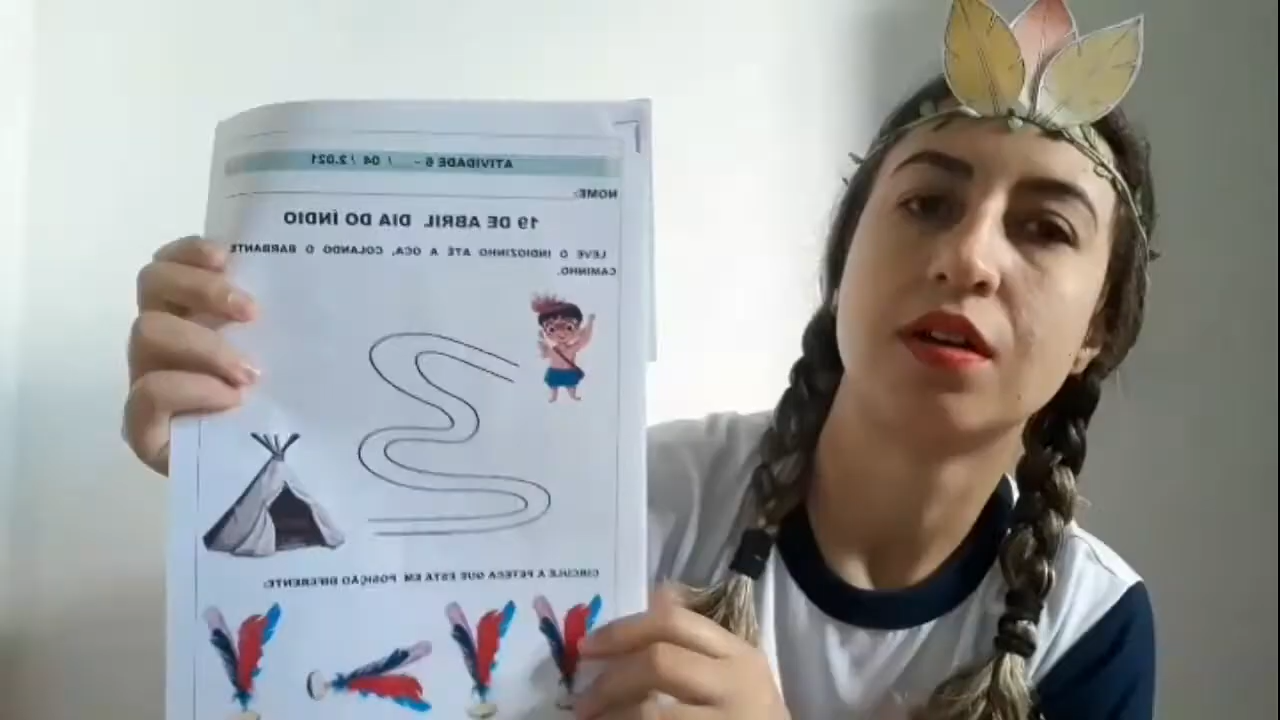 ATIVIDADE 6 - / 04 / 2.021
NOME:
19 DE ABRIL DIA DO ÍNDIO
LEVE O INDIOZINHO ATÉ A OCA, COLANDO O BARBANTE
CAMINHO.
CIRCULE A PETECA QUE ESTA EM POSIÇÃO DIFERENTE: